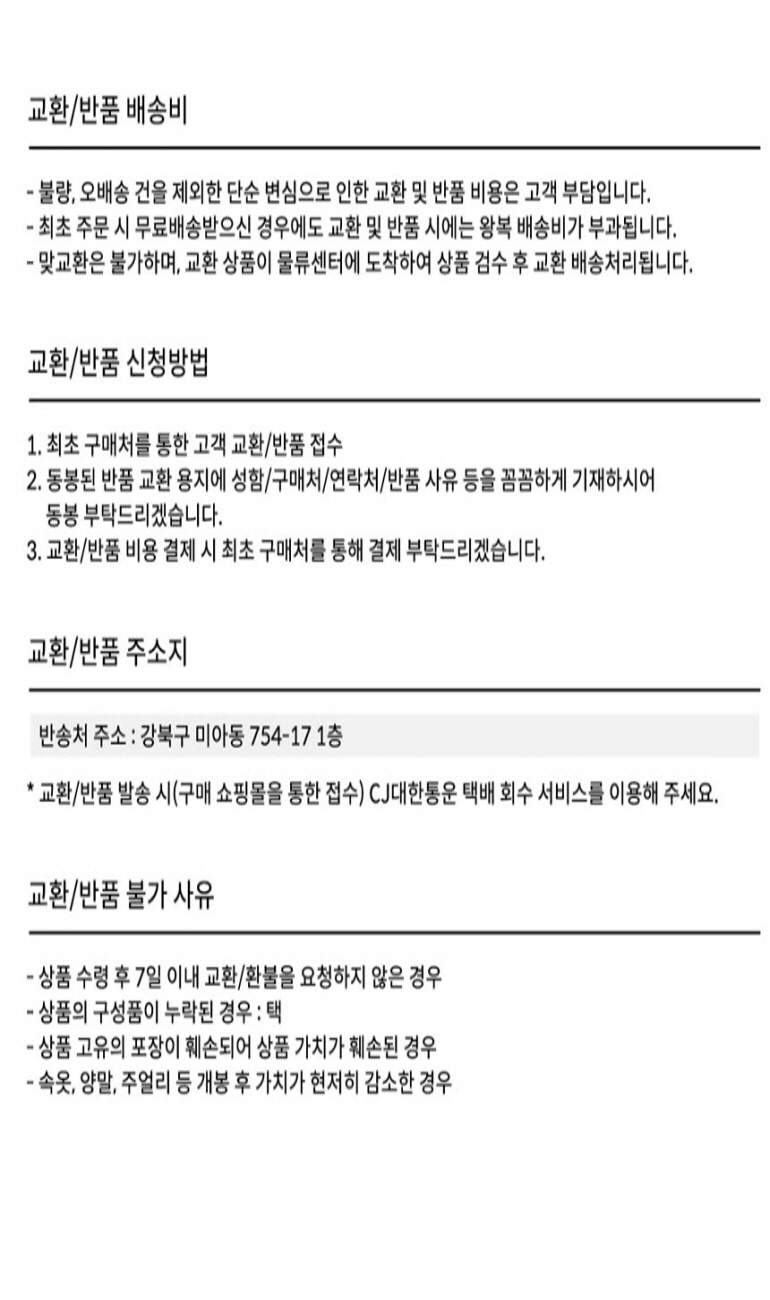 교환/반품 배송비
- 불량, 오배송 건을 제외한 단순 변심으로 인한 교환 및 반품 비용은 고객 부담입니다.
- 최초 주문 시 무료배송받으신 경우에도 교환 및 반품 시에는 왕복 배송비가 부과됩니다.
- 맞교환은 불가하며, 교환 상품이 물류센터에 도착하여 상품 검수 후 교환 배송처리됩니다.
교환/반품 신청방법
1. 최초 구매처를 통한 고객 교환/반품 접수
2. 동봉된 반품 교환 용지에 성함/구매처/연락처/반품 사유 등을 꼼꼼하게 기재하시어
동봉 부탁드리겠습니다.
3. 교환/반품 비용 결제 시 최초 구매처를 통해 결제 부탁드리겠습니다.
교환/반품 주소지
반송처 주소 : 강북구 미아동 754-17 1층
* 교환/반품 발송 시(구매 쇼핑몰을 통한 접수) CJ대한통운 택배 회수 서비스를 이용해 주세요.
교환/반품 불가 사유
- 상품 수령 후 7일 이내 교환/환불을 요청하지 않은 경우
- 상품의 구성품이 누락된 경우 : 택
- 상품 고유의 포장이 훼손되어 상품 가치가 훼손된 경우
- 속옷, 양말, 주얼리 등 개봉 후 가치가 현저히 감소한 경우